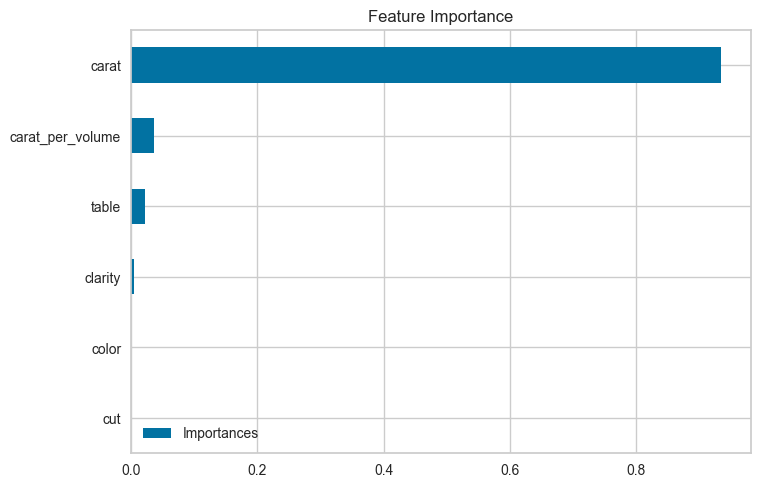 Feature Importance
carat
carat_per_volume
table
clarity
color
cut
Importances
0.0 0.2 0.4 0.6 0.8